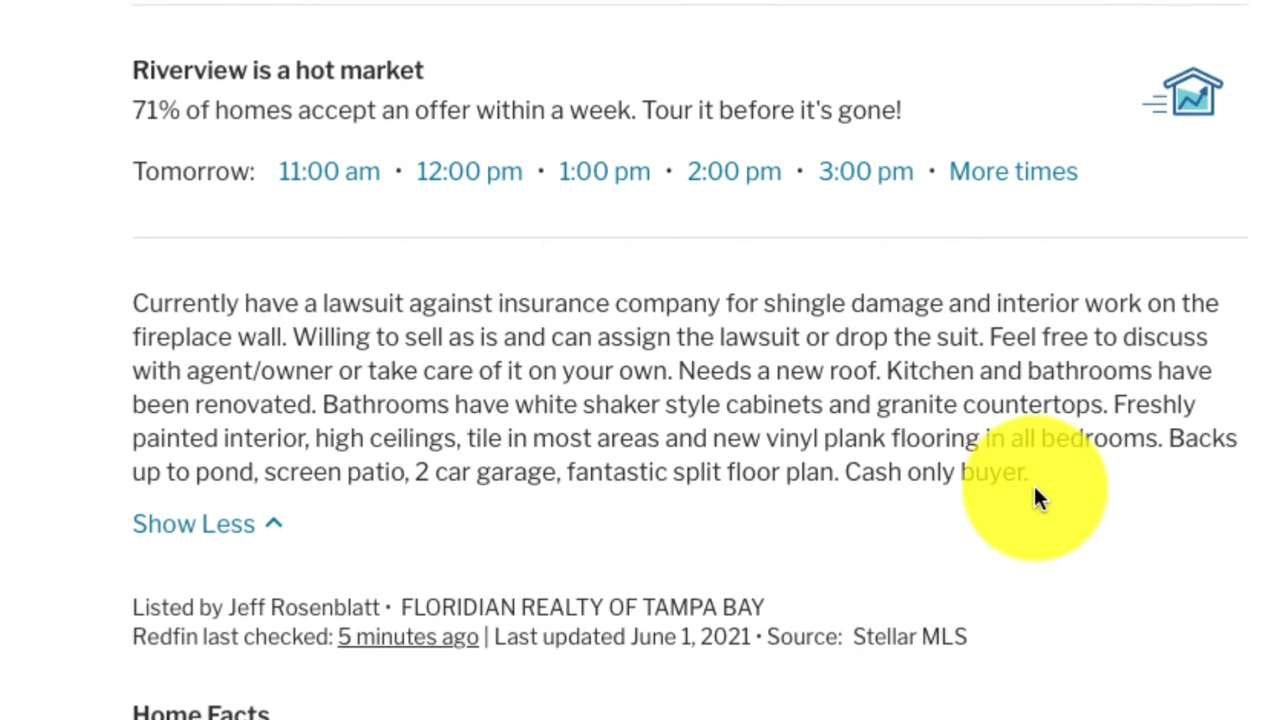 Riverview is a hot market
71% of homes accept an offer within a week. Tour it before it's gone!
Tomorrow: 11:00 am • 12:00 pm • 1:00 pm • 2:00 pm • 3:00 pm • More times
Currently have a lawsuit against insurance company for shingle damage and interior work on the
fireplace wall. Willing to sell as is and can assign the lawsuit or drop the suit. Feel free to discuss
with agent/owner or take care of it on your own. Needs a new roof. Kitchen and bathrooms have
been renovated. Bathrooms have white shaker style cabinets and granite countertops. Freshly
painted interior, high ceilings, tile in most areas and new vinyl plank flooring in all bedrooms. Backs
up to pond, screen patio, 2 car garage, fantastic split floor plan. Cash only buyer.
Show Less
Listed by Jeff Rosenblatt • FLORIDIAN REALTY OF TAMPA BAY
Redfin last checked: 5 minutes ago | Last updated June 1, 2021 • Source: Stellar MLS
Home Facts